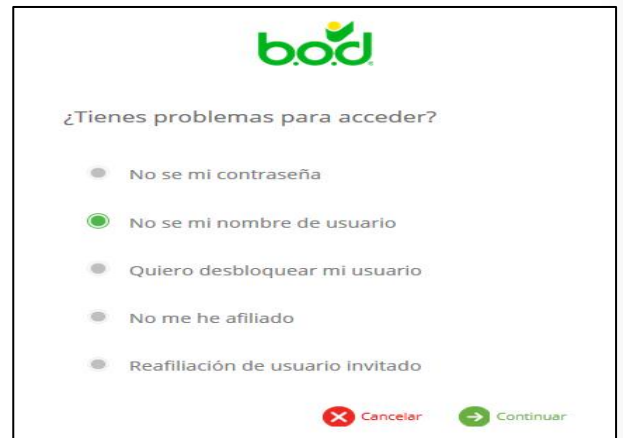 b.o.d.
¿Tienes problemas para acceder?
No se mi contraseña
No se mi nombre de usuario
Quiero desbloquear mi usuario
No me he afiliado
Reafiliación de usuario invitado
Cancelar Continuar